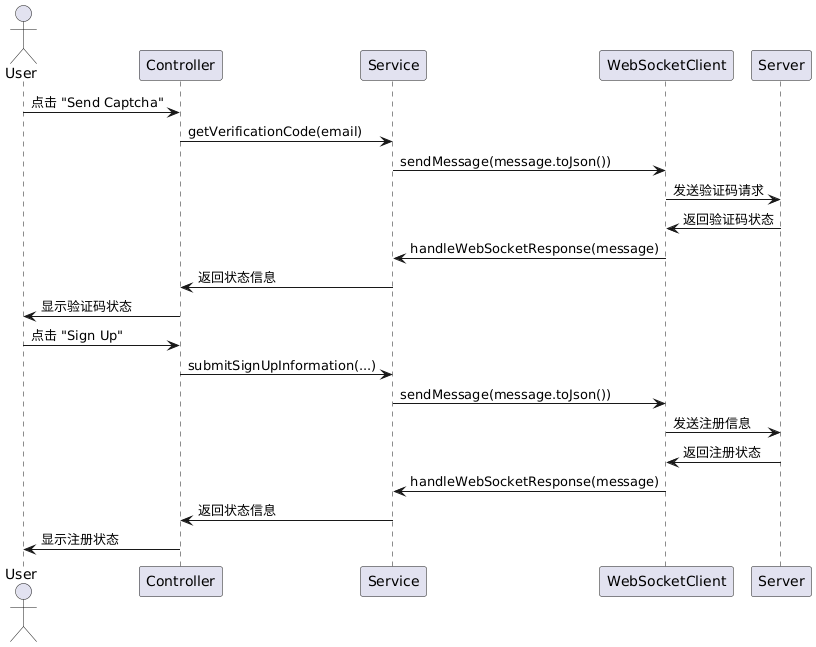 User
Controller
Service
WebSocketClient
Server
点击 "Send Captcha"
getVerificationCode(email)
sendMessage(message.toJson())
发送验证码请求
返回验证码状态
handleWebSocketResponse(message)
返回状态信息
显示验证码状态
点击 "Sign Up"
submitSignUpInformation(...)
sendMessage(message.toJson())
发送注册信息
返回注册状态
handleWebSocketResponse(message)
返回状态信息
显示注册状态
User
Controller
Service
WebSocketClient
Server